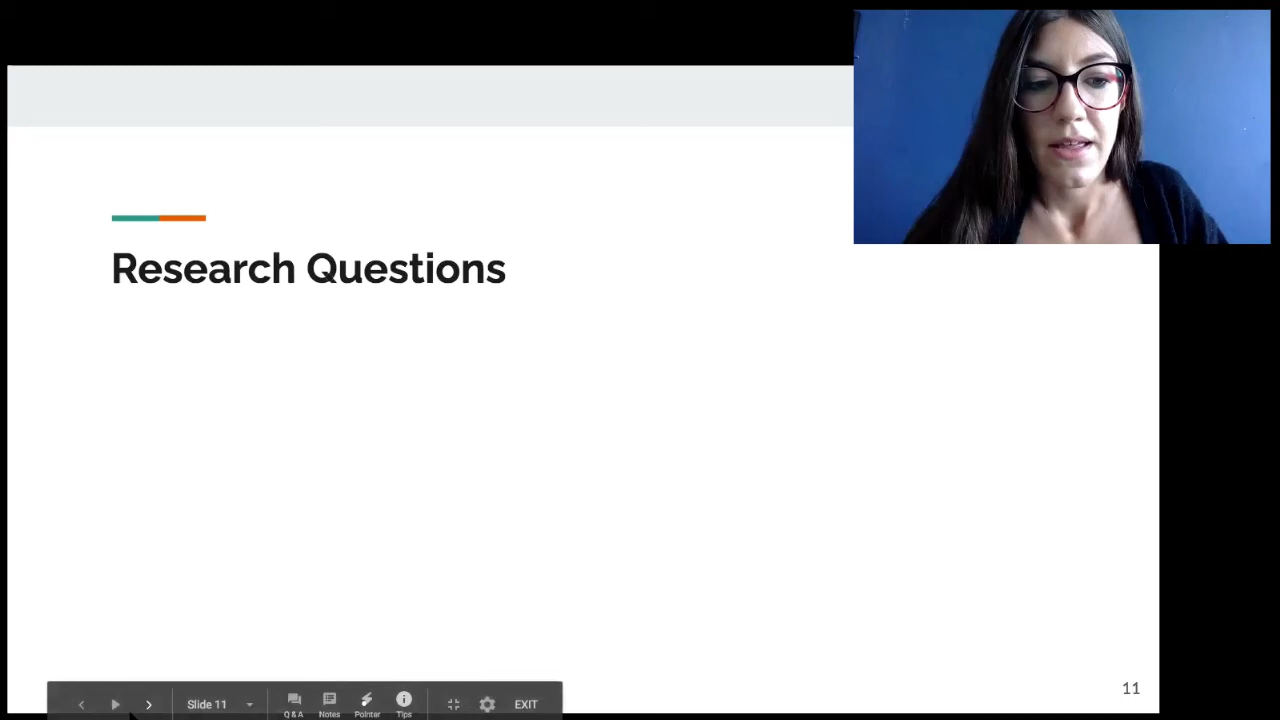 Research Questions
11
Slide 11
Q & A
Notes
Pointer
Tips
EXIT